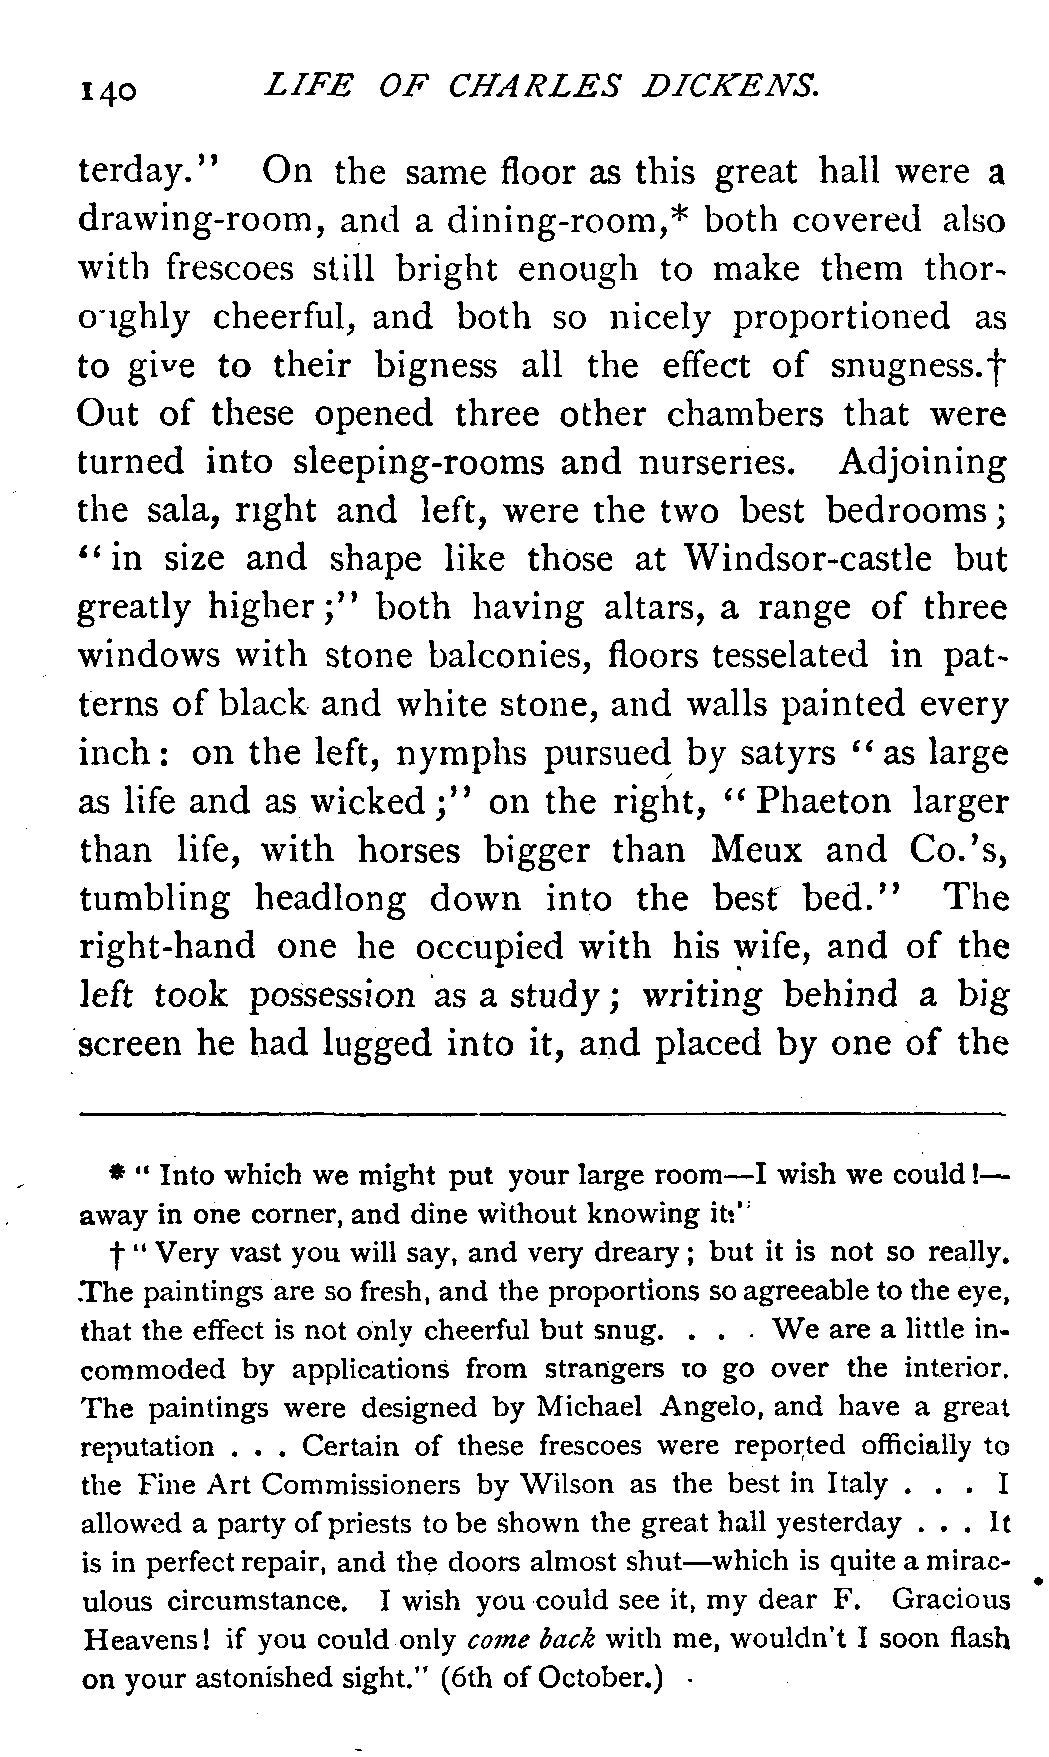 140 LIFE OF CHARLES DICKENS.
terday.'' On the same floor as this great hall were a
drawing-room, and a dining-room,* both covered also
with frescoes still bright enough to make them thor-
oughly cheerful, and both so nicely proportioned as
to give to their bigness all the effect of snugness.†
Out of these opened three other chambers that were
turned into sleeping-rooms and nurseries. Adjoining
the sala, right and left, were the two best bedrooms;
"in size and shape like those at Windsor-castle but
greatly higher;" both having altars, a range of three
windows with stone balconies, floors tesselated in pat-
terns of black and white stone, and walls painted every
inch: on the left, nymphs pursued by satyrs "as large
as life and as wicked;" on the right, "Phaeton larger
than life, with horses bigger than Meux and Co.'s,
tumbling headlong down into the best bed." The
right-hand one he occupied with his wife, and of the
left took possession as a study; writing behind a big
screen he had lugged into it, and placed by one of the
* "Into which we might put your large room—I wish we could!—
away in one corner, and dine without knowing it."
† "Very vast you will say, and very dreary; but it is not so really.
The paintings are so fresh, and the proportions so agreeable to the eye,
that the effect is not only cheerful but snug. . . . We are a little in-
commoded by applications from strangers to go over the interior.
The paintings were designed by Michael Angelo, and have a great
reputation . . . Certain of these frescoes were reported officially to
the Fine Art Commissioners by Wilson as the best in Italy . . . I
allowed a party of priests to be shown the great hall yesterday . . . It
is in perfect repair, and the doors almost shut—which is quite a mirac-
ulous circumstance. I wish you could see it, my dear F. Gracious
Heavens! if you could only come back with me, wouldn't I soon flash
on your astonished sight." (6th of October.)